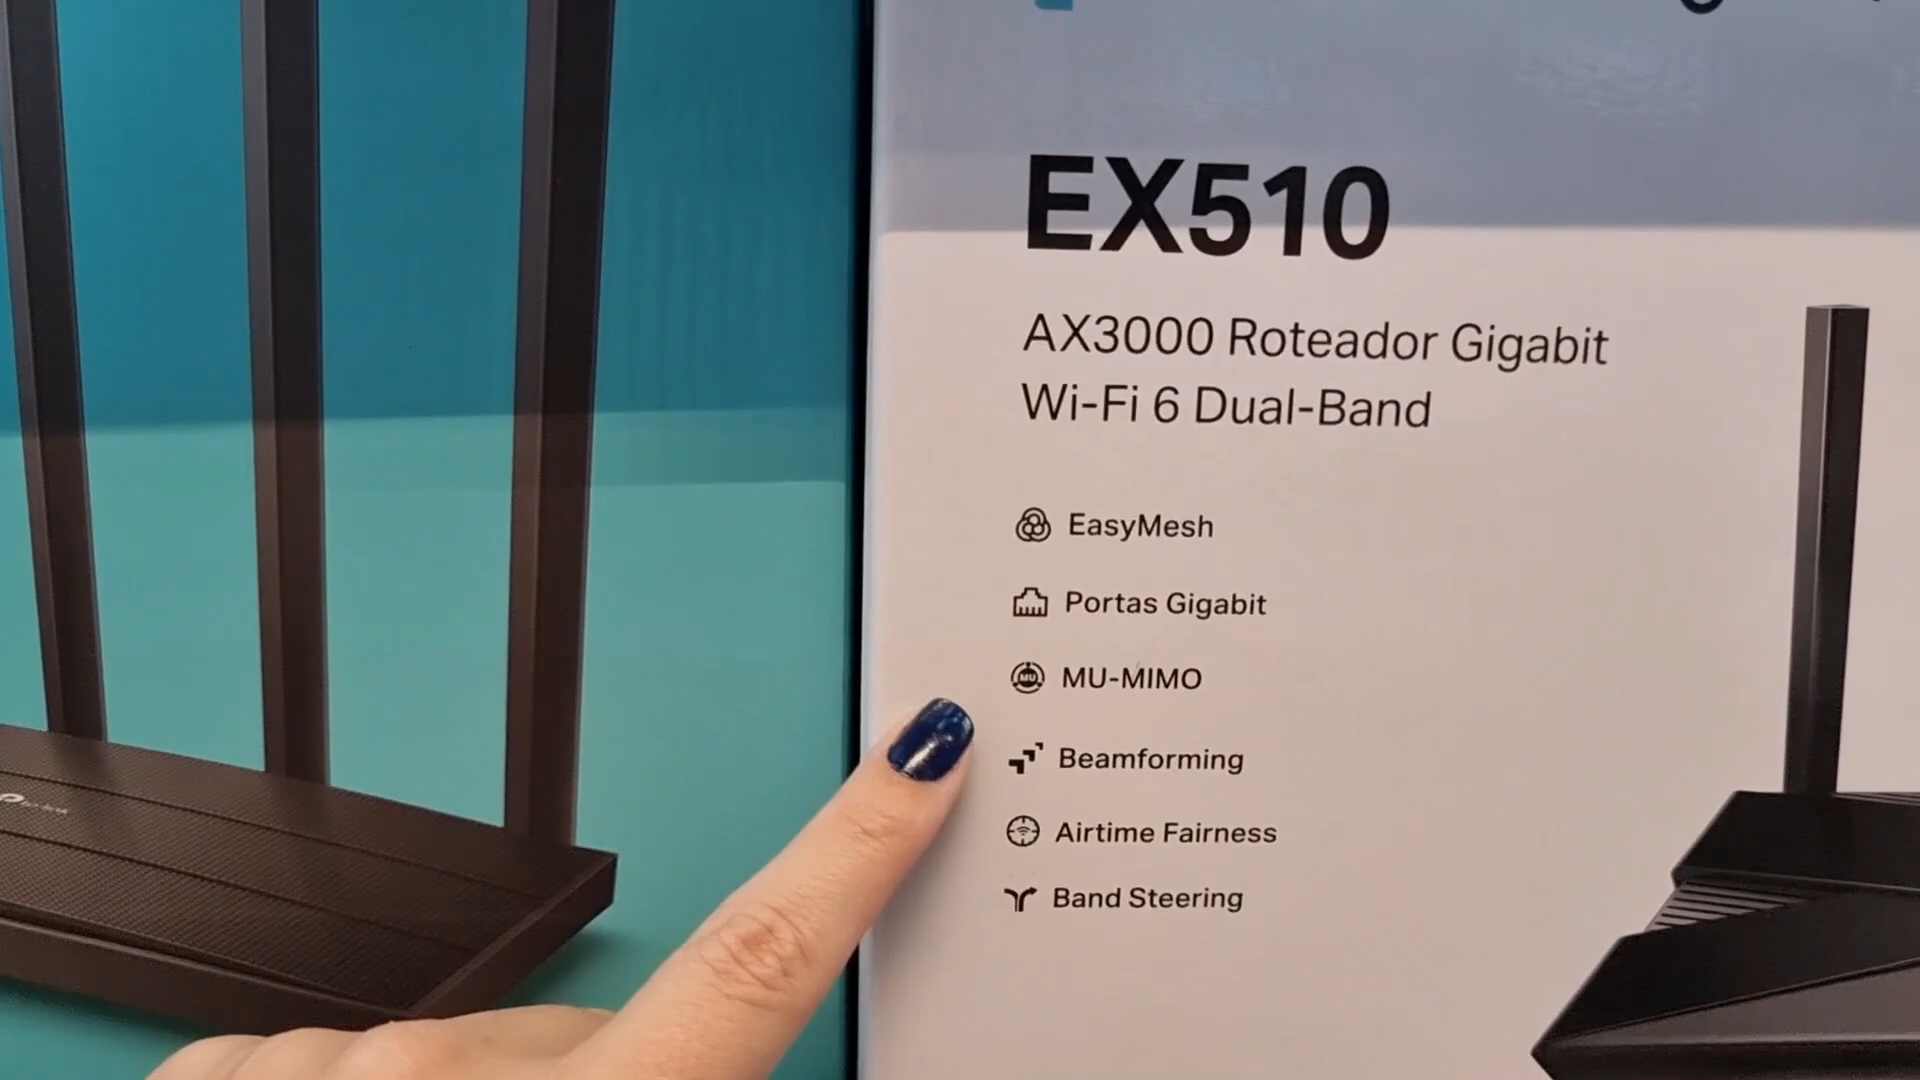 EX510
AX3000 Roteador Gigabit
Wi-Fi 6 Dual-Band
EasyMesh
Portas Gigabit
MU
MU-MIMO
Beamforming
Airtime Fairness
Band Steering